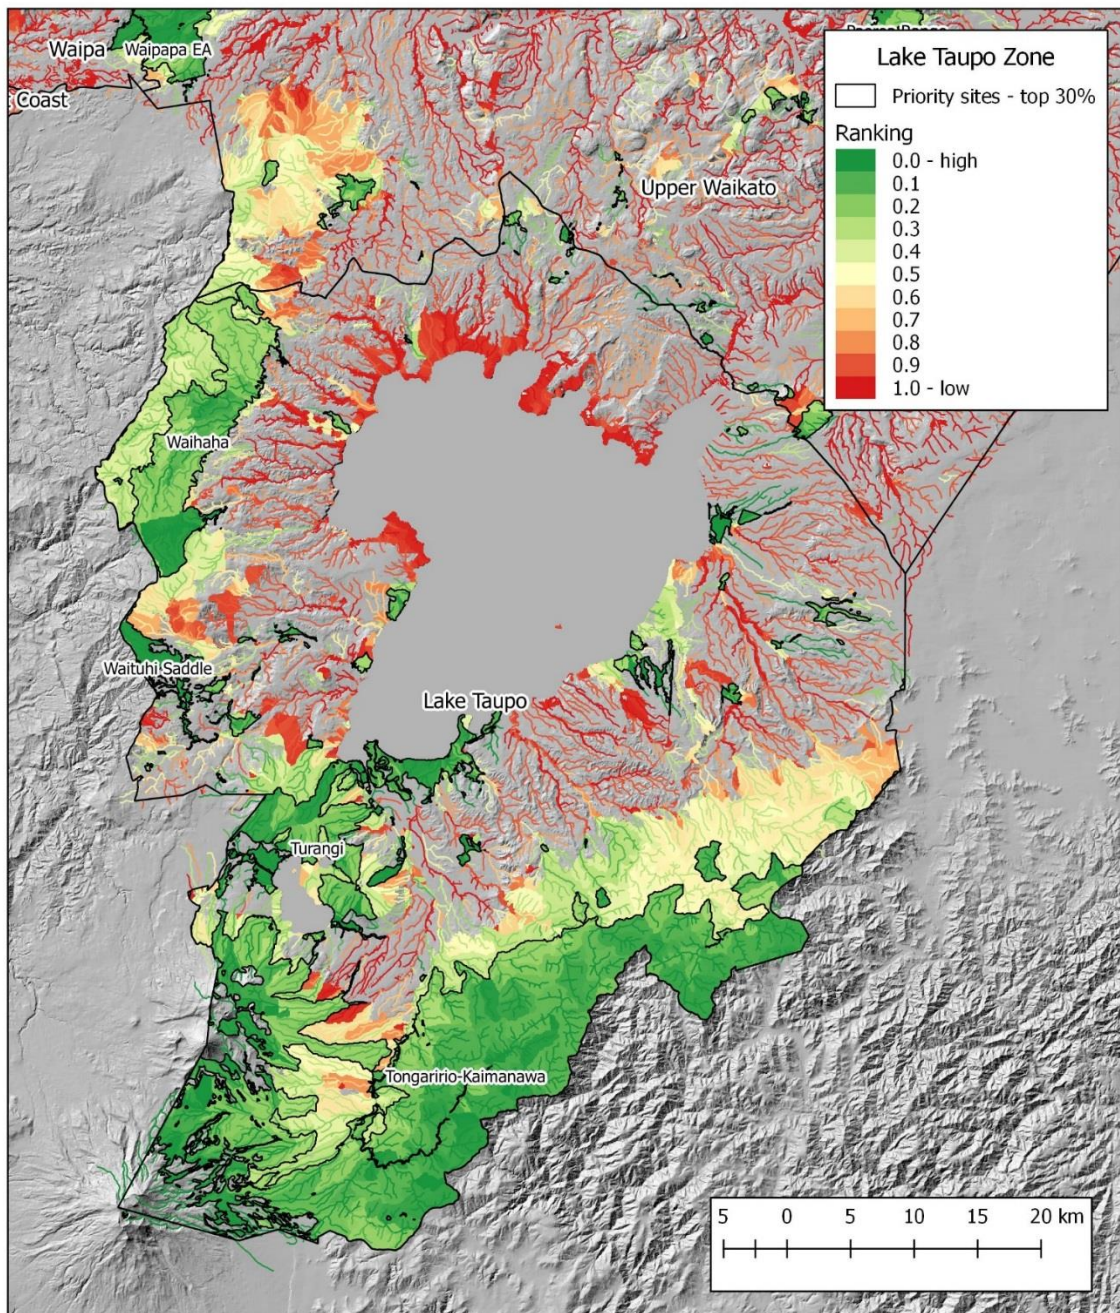 Waipa
Waipapa EA
Coast
Lake Taupo Zone
Priority sites - top 30%
Ranking
0.0 - high
0.1
0.2
0.3
0.4
0.5
0.6
0.7
0.8
0.9
1.0 - low
Upper Waikato
Waihaha
Waituhi Saddle
Lake Taupo
Turangi
Tongaririo-Kaimanawa
5 0 5 10 15 20 km